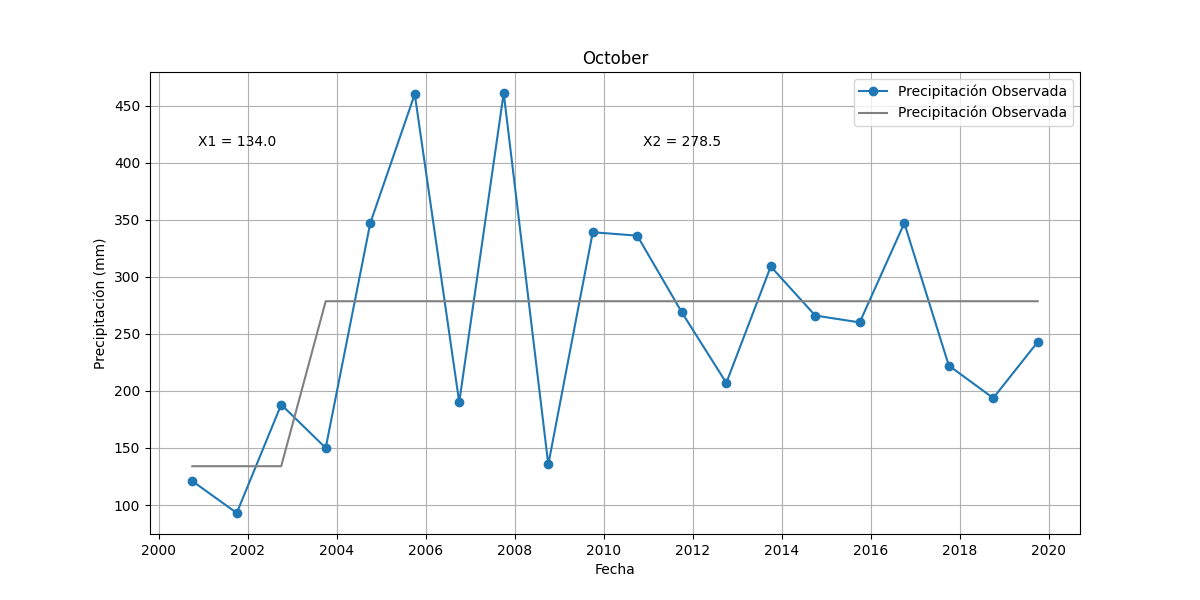 October
Precipitación Observada
Precipitación Observada
X1 = 134.0
X2 = 278.5
Precipitación (mm)
450
400
350
300
250
200
150
100
2000 2002 2004 2006 2008 2010 2012 2014 2016 2018 2020
Fecha